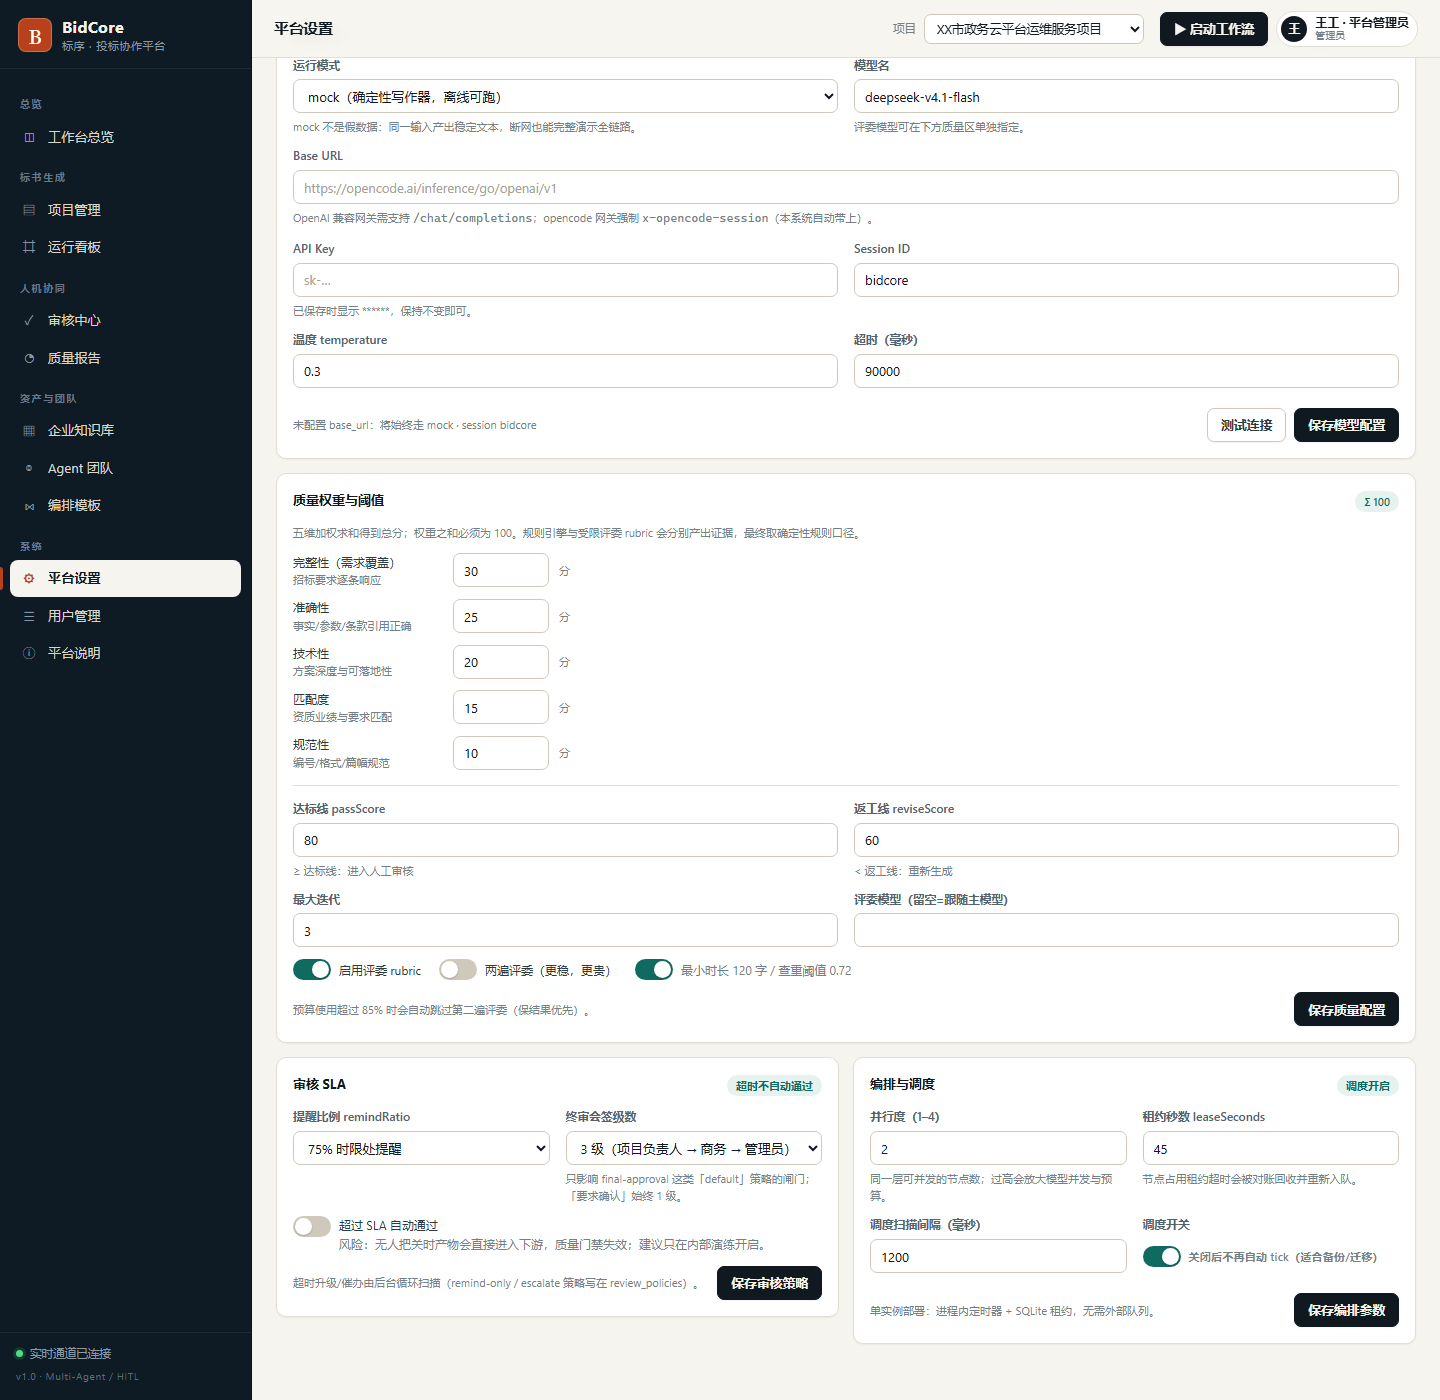 B
BidCore
标序 · 投标协作平台
总览
工作台总览
标书生成
项目管理
运行看板
人机协同
审核中心
质量报告
资产与团队
企业知识库
Agent 团队
编排模板
系统
平台设置
用户管理
平台说明
实时通道已连接
v1.0 · Multi-Agent / HITL
平台设置
项目
XX市政务云平台运维服务项目
▶ 启动工作流
王
王工 · 平台管理员
管理员
运行模式
模型名
mock（确定性写作器，离线可跑）
deepseek-v4.1-flash
mock 不是假数据：同一输入产出稳定文本，断网也能完整演示全链路。
评委模型可在下方质量区单独指定。
Base URL
https://opencode.ai/inference/go/openai/v1
OpenAI 兼容网关需支持 /chat/completions；opencode 网关强制 x-opencode-session（本系统自动带上）。
API Key
Session ID
sk-...
bidcore
已保存时显示 ******，保持不变即可。
温度 temperature
超时（毫秒）
0.3
90000
未配置 base_url：将始终走 mock · session bidcore
测试连接
保存模型配置
质量权重与阈值
Σ 100
五维加权求和得到总分；权重之和必须为 100。规则引擎与受限评委 rubric 会分别产出证据，最终取确定性规则口径。
完整性（需求覆盖）
招标要求逐条响应
30
分
准确性
事实/参数/条款引用正确
25
分
技术性
方案深度与可落地性
20
分
匹配度
资质业绩与要求匹配
15
分
规范性
编号/格式/篇幅规范
10
分
达标线 passScore
返工线 reviseScore
80
60
≥ 达标线：进入人工审核
< 返工线：重新生成
最大迭代
评委模型（留空=跟随主模型）
3
启用评委 rubric
两遍评委（更稳，更贵）
最小时长 120 字 / 查重阈值 0.72
预算使用超过 85% 时会自动跳过第二遍评委（保结果优先）。
保存质量配置
审核 SLA
超时不自动通过
提醒比例 remindRatio
终审会签级数
75% 时限处提醒
3 级（项目负责人 → 商务 → 管理员）
只影响 final-approval 这类「default」策略的闸门；
「要求确认」始终 1 级。
超过 SLA 自动通过
风险：无人把关时产物会直接进入下游，质量门禁失效；建议只在内部演练开启。
超时升级/催办由后台循环扫描（remind-only / escalate 策略写在 review_policies）。
保存审核策略
编排与调度
调度开启
并行度（1–4）
租约秒数 leaseSeconds
2
45
同一层可并发的节点数；过高会放大模型并发与预
算。
节点占用租约超时会被对账回收并重新入队。
调度扫描间隔（毫秒）
调度开关
1200
关闭后不再自动 tick（适合备份/迁移）
单实例部署：进程内定时器 + SQLite 租约，无需外部队列。
保存编排参数